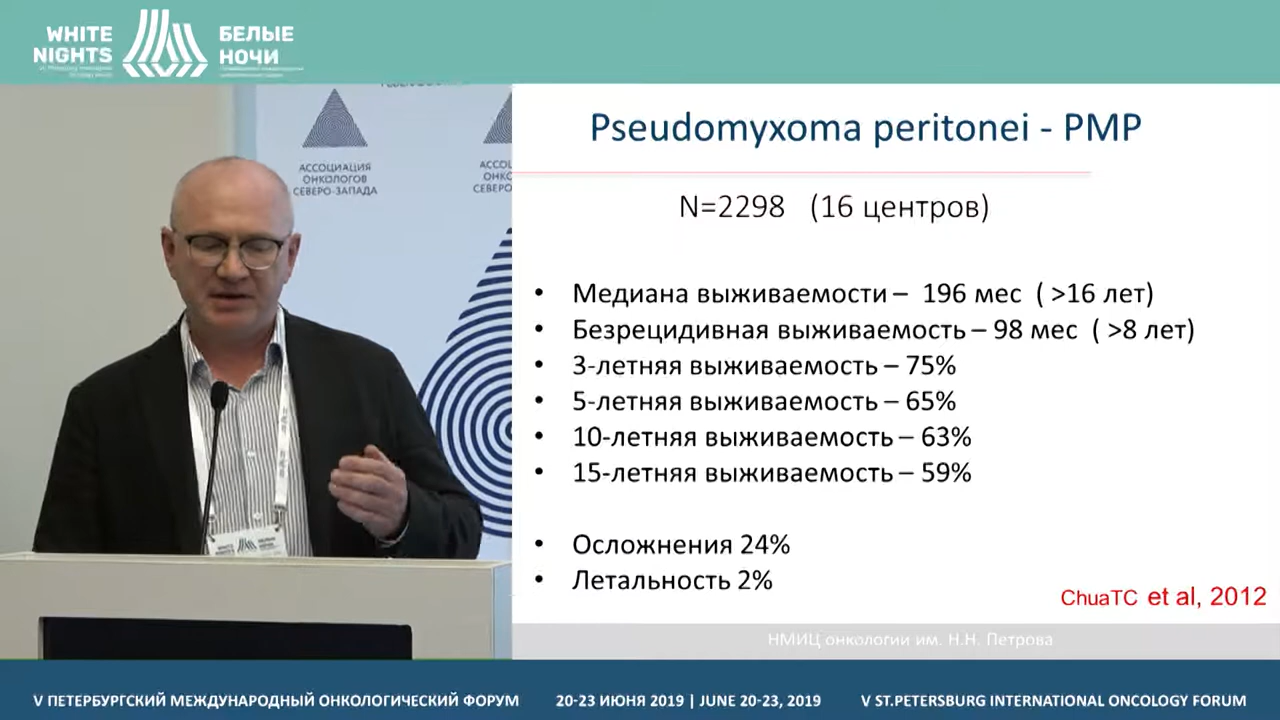 WHITE
NIGHTS
БЕЛЫЕ
НОЧИ
АССОЦИАЦИЯ
ОНКОЛОГОВ
СЕВЕРО-ЗАПАДА
Pseudomyxoma peritonei - PMP
N=2298 (16 центров)
• Медиана выживаемости – 196 мес ( >16 лет)
• Безрецидивная выживаемость – 98 мес ( >8 лет)
• 3-летняя выживаемость – 75%
• 5-летняя выживаемость – 65%
• 10-летняя выживаемость – 63%
• 15-летняя выживаемость – 59%
• Осложнения 24%
• Летальность 2%
ChuaTC et al, 2012
НМИЦ онкологии им. Н.Н. Петрова
V ПЕТЕРБУРГСКИЙ МЕЖДУНАРОДНЫЙ ОНКОЛОГИЧЕСКИЙ ФОРУМ 20-23 ИЮНЯ 2019 | JUNE 20-23, 2019 V ST.PETERSBURG INTERNATIONAL ONCOLOGY FORUM